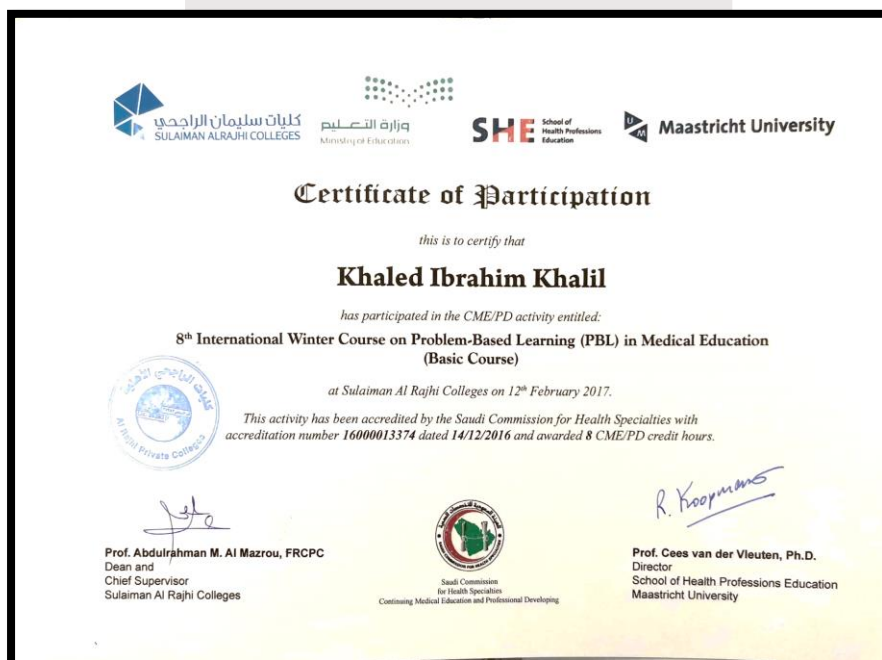 كليات سليمان الراجحي
SULAIMAN ALRAJHI COLLEGES
وزارة التعليم
Ministry of Education
SHE School of
Health Professions
Education
UM Maastricht University
Certificate of Participation
this is to certify that
Khaled Ibrahim Khalil
has participated in the CME/PD activity entitled:
8th International Winter Course on Problem-Based Learning (PBL) in Medical Education
(Basic Course)
at Sulaiman Al Rajhi Colleges on 12th February 2017.
This activity has been accredited by the Saudi Commission for Health Specialties with
accreditation number 16000013374 dated 14/12/2016 and awarded 8 CME/PD credit hours.
كليات الراجحي الأهلية
Al Rajhi Private Colleges
Prof. Abdulrahman M. Al Mazrou, FRCPC
Dean and
Chief Supervisor
Sulaiman Al Rajhi Colleges
Saudi Commission
for Health Specialties
Continuing Medical Education and Professional Developing
R. Koopmans
Prof. Cees van der Vleuten, Ph.D.
Director
School of Health Professions Education
Maastricht University